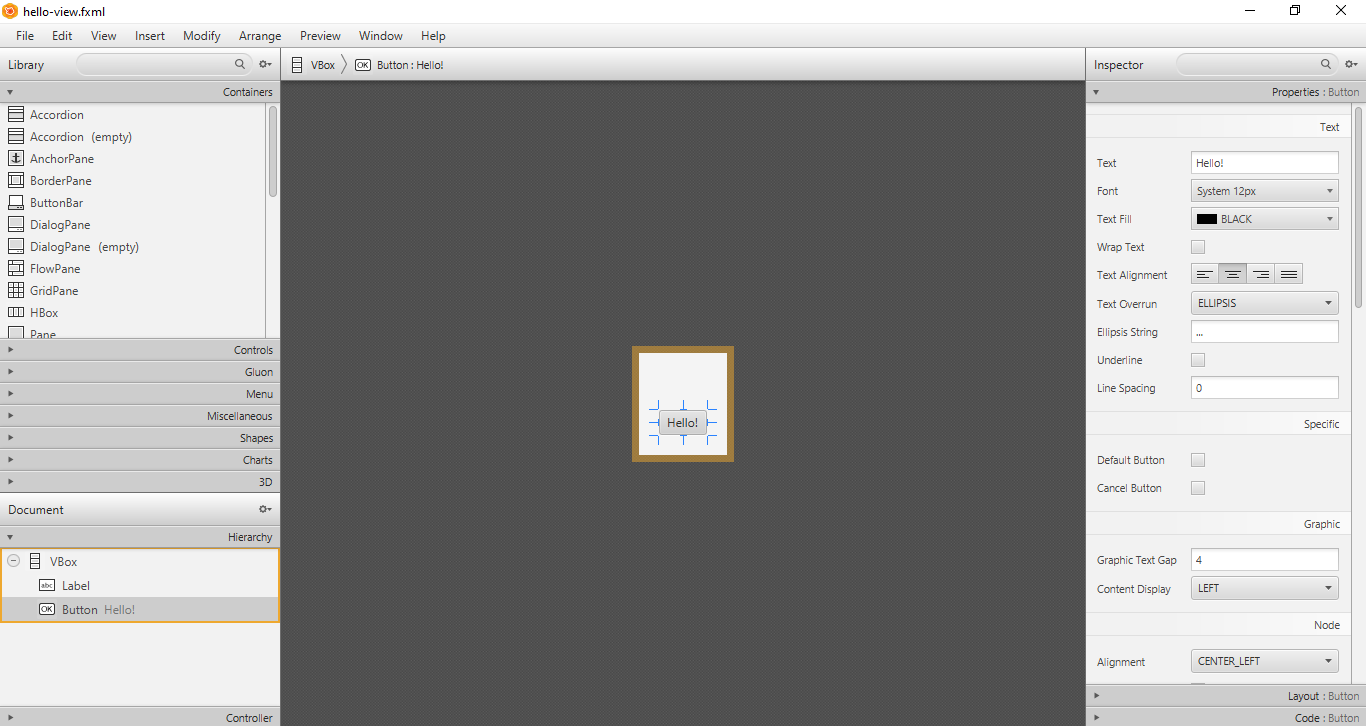 hello-view.fxml
File Edit View Insert Modify Arrange Preview Window Help
Library
VBox Button : Hello!
Inspector
Containers
Accordion
Accordion (empty)
AnchorPane
BorderPane
ButtonBar
DialogPane
DialogPane (empty)
FlowPane
GridPane
HBox
Pane
Controls
Gluon
Menu
Miscellaneous
Shapes
Charts
3D
Document
Hierarchy
VBox
abc Label
OK Button Hello!
Controller
Hello!
Properties : Button
Text
Text Hello!
Font System 12px
Text Fill BLACK
Wrap Text
Text Alignment
Text Overrun ELLIPSIS
Ellipsis String ...
Underline
Line Spacing 0
Specific
Default Button
Cancel Button
Graphic
Graphic Text Gap 4
Content Display LEFT
Node
Alignment CENTER_LEFT
Layout : Button
Code : Button